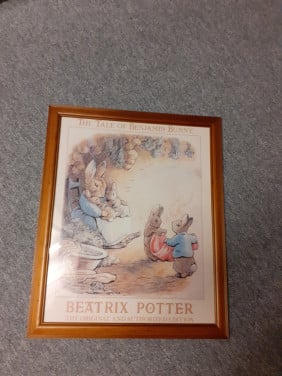 THE TALE OF BENJAMIN BUNNY
BEATRIX POTTER
THE ORIGINAL AND AUTHORIZED EDITION